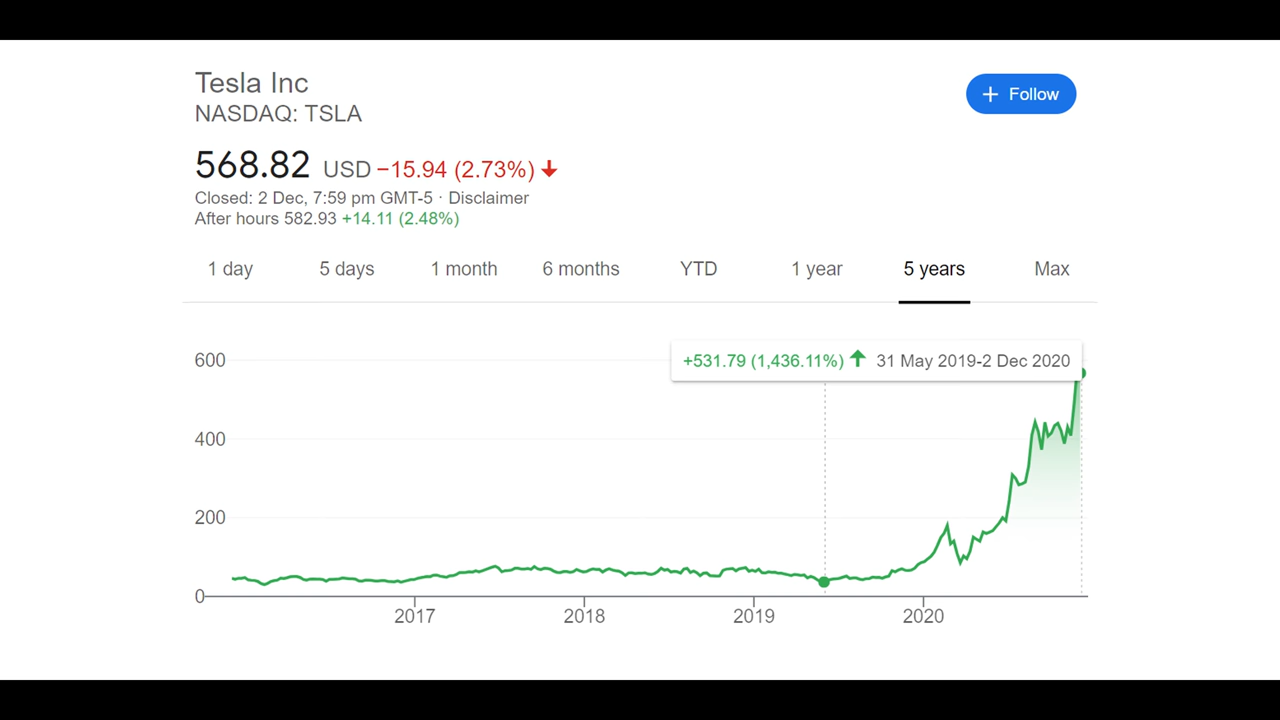 Tesla Inc
+ Follow
NASDAQ: TSLA
568.82 USD −15.94 (2.73%)
Closed: 2 Dec, 7:59 pm GMT-5 · Disclaimer
After hours 582.93 +14.11 (2.48%)
1 day 5 days 1 month 6 months YTD 1 year 5 years Max
+531.79 (1,436.11%) 31 May 2019-2 Dec 2020
600
400
200
0
2017 2018 2019 2020